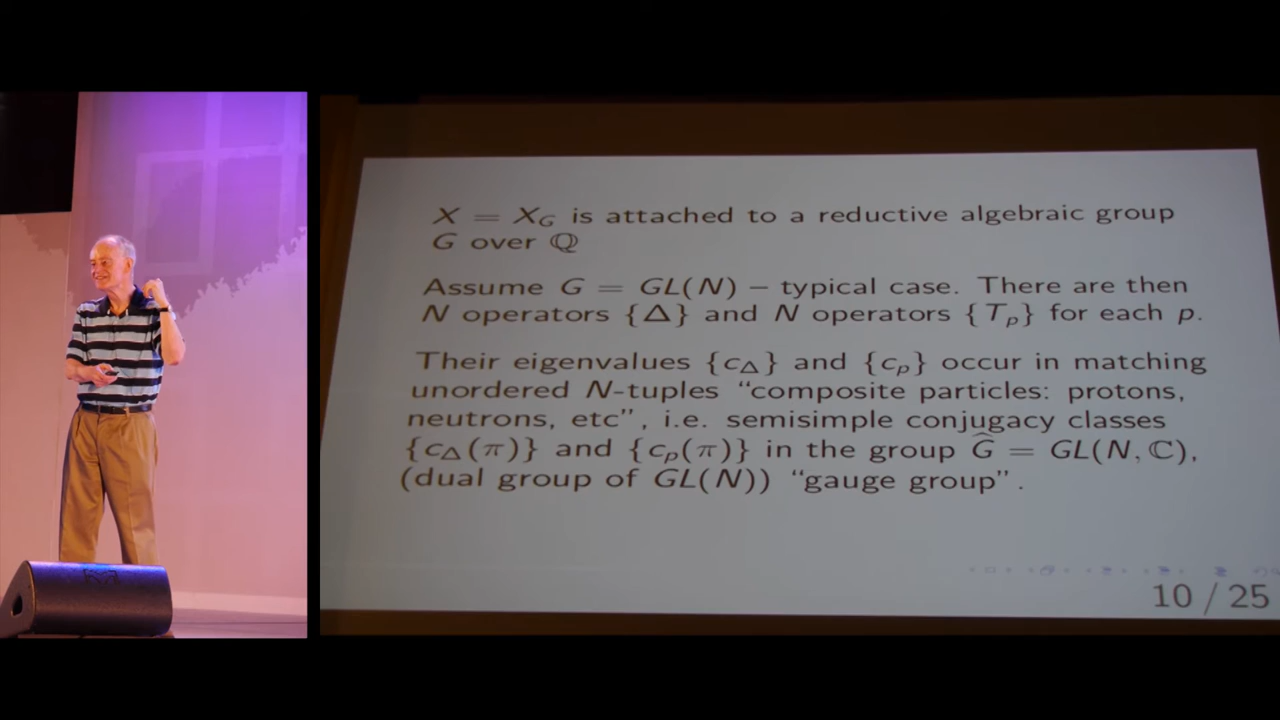 X = X_G is attached to a reductive algebraic group
G over ℚ
Assume G = GL(N) – typical case. There are then
N operators {Δ} and N operators {T_p} for each p.
Their eigenvalues {c_Δ} and {c_p} occur in matching
unordered N-tuples “composite particles: protons,
neutrons, etc”, i.e. semisimple conjugacy classes
{c_Δ(π)} and {c_p(π)} in the group Ĝ = GL(N, ℂ),
(dual group of GL(N)) “gauge group”.
10 / 25